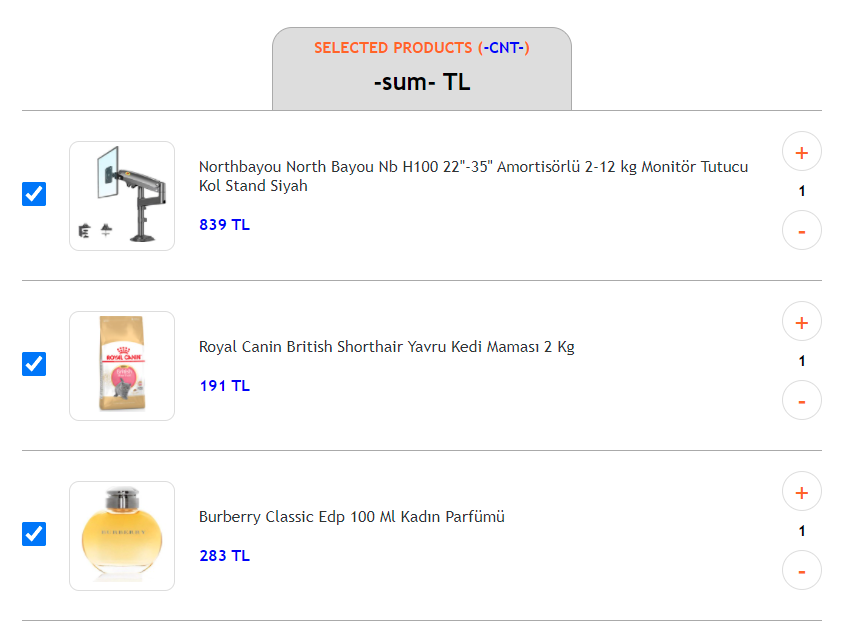 SELECTED PRODUCTS (-CNT-)
-sum- TL
Northbayou North Bayou Nb H100 22"-35" Amortisörlü 2-12 kg Monitör Tutucu
Kol Stand Siyah
839 TL
+
1
-
ROYAL CANIN
Royal Canin British Shorthair Yavru Kedi Maması 2 Kg
191 TL
+
1
-
BURBERRY
Burberry Classic Edp 100 Ml Kadın Parfümü
283 TL
+
1
-